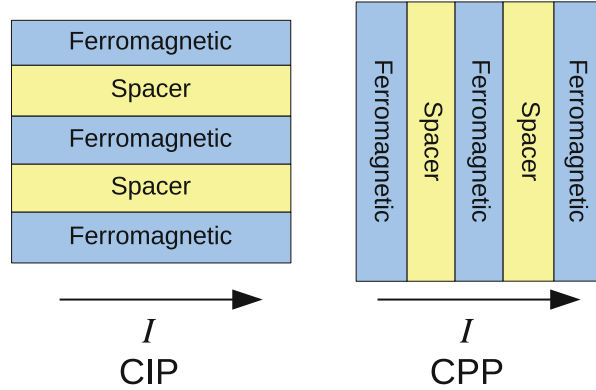 Ferromagnetic
Spacer
Ferromagnetic
Spacer
Ferromagnetic
I
CIP
Ferromagnetic
Spacer
Ferromagnetic
Spacer
Ferromagnetic
I
CPP